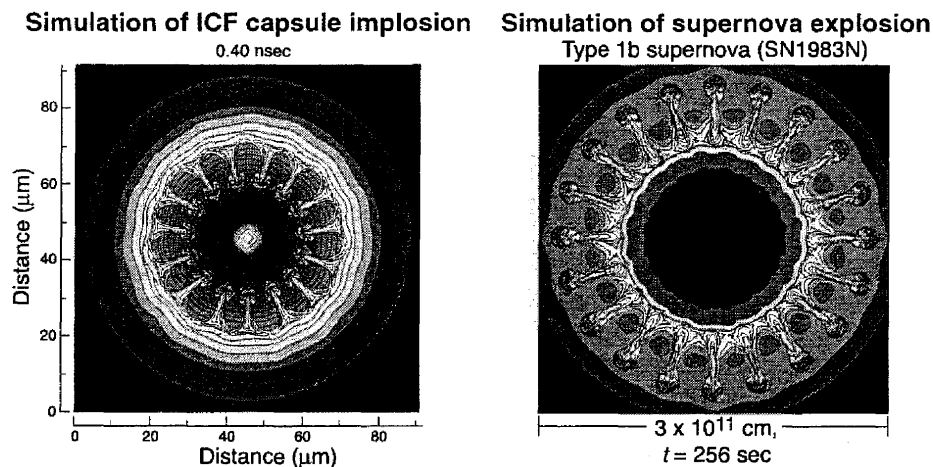 Simulation of ICF capsule implosion
0.40 nsec
80
60
40
20
0
Distance (μm)
0 20 40 60 80
Distance (μm)
Simulation of supernova explosion
Type 1b supernova (SN1983N)
3 x 10¹¹ cm,
t = 256 sec